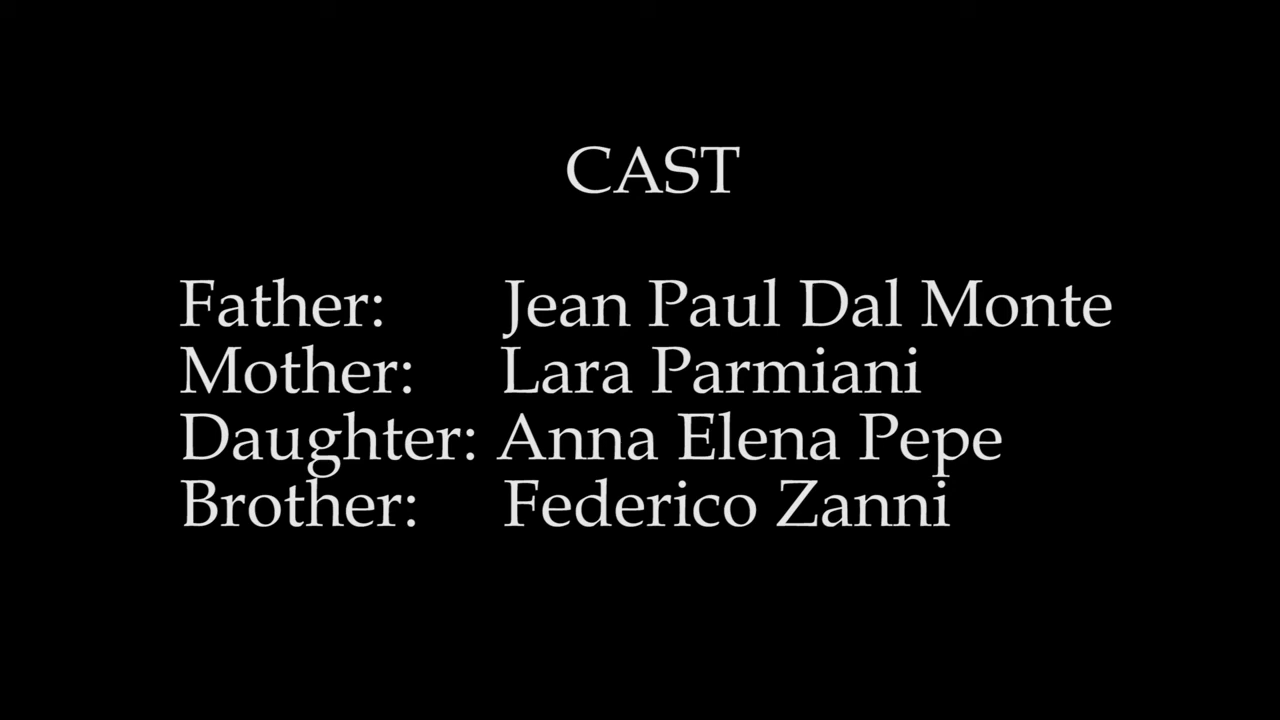 CAST
Father: Jean Paul Dal Monte
Mother: Lara Parmiani
Daughter: Anna Elena Pepe
Brother: Federico Zanni